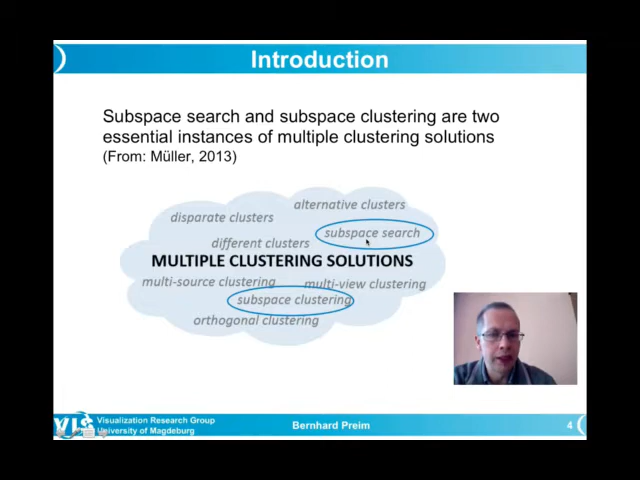 Introduction
Subspace search and subspace clustering are two
essential instances of multiple clustering solutions
(From: Müller, 2013)
alternative clusters
disparate clusters
subspace search
different clusters
MULTIPLE CLUSTERING SOLUTIONS
multi-source clustering
multi-view clustering
subspace clustering
orthogonal clustering
VIS
Visualization Research Group
University of Magdeburg
Bernhard Preim
4